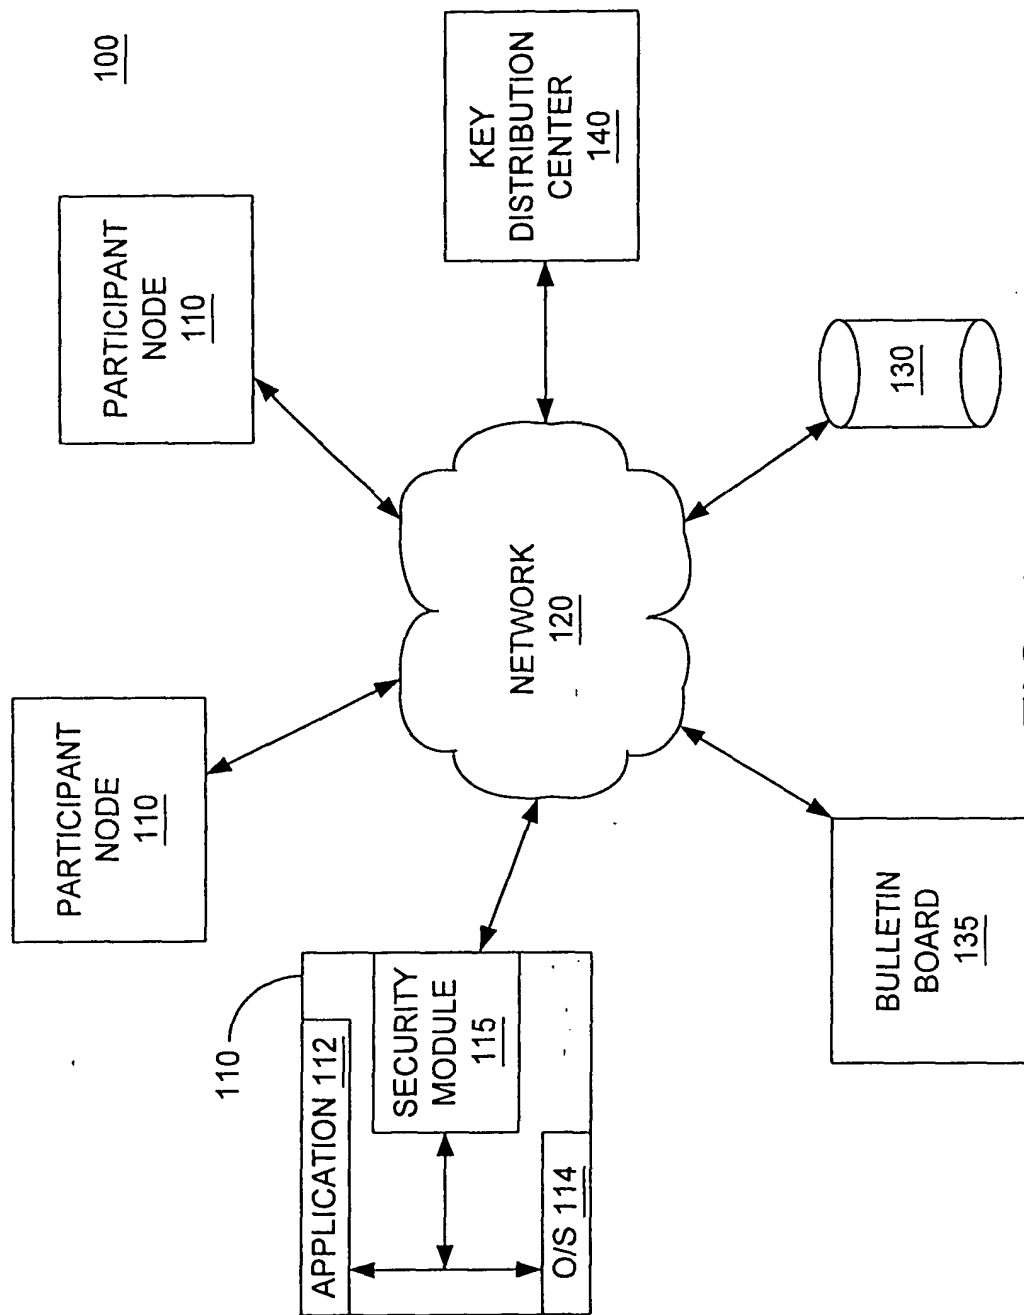 100
PARTICIPANT
NODE
110
PARTICIPANT
NODE
110
110
APPLICATION 112
SECURITY
MODULE
115
O/S 114
NETWORK
120
KEY
DISTRIBUTION
CENTER
140
BULLETIN
BOARD
135
130